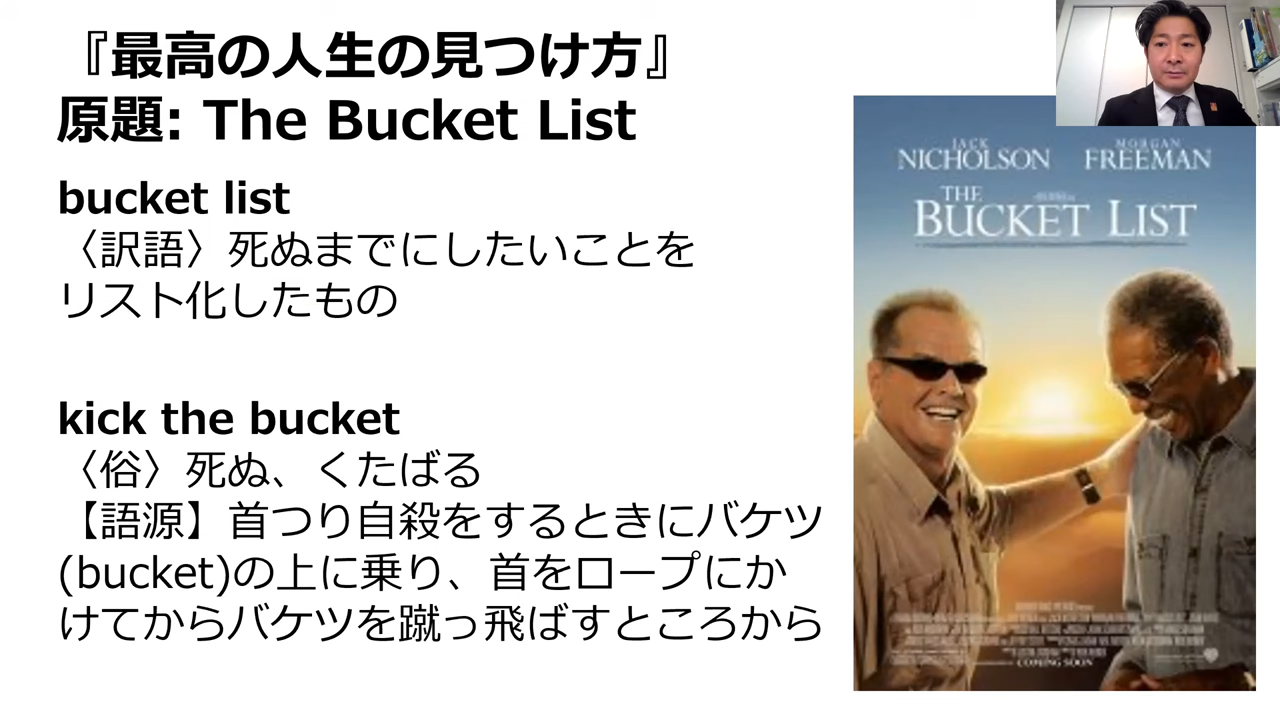 『最高の人生の見つけ方』
原題: The Bucket List
bucket list
〈訳語〉死ぬまでにしたいことを
リスト化したもの
kick the bucket
〈俗〉死ぬ、くたばる
【語源】首つり自殺をするときにバケツ
(bucket)の上に乗り、首をロープにか
けてからバケツを蹴っ飛ばすところから
JACK NICHOLSON
MORGAN FREEMAN
THE
BUCKET LIST
COMING SOON